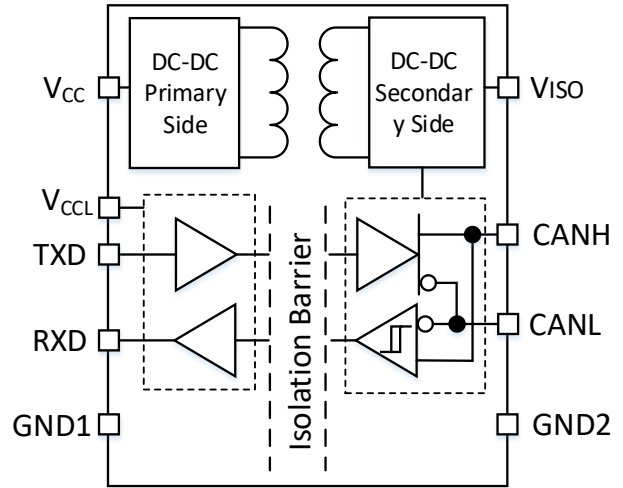 DC-DC
Primary
Side
DC-DC
Secondar
y Side
VCC
VISO
VCCL
TXD
RXD
GND1
Isolation Barrier
CANH
CANL
GND2